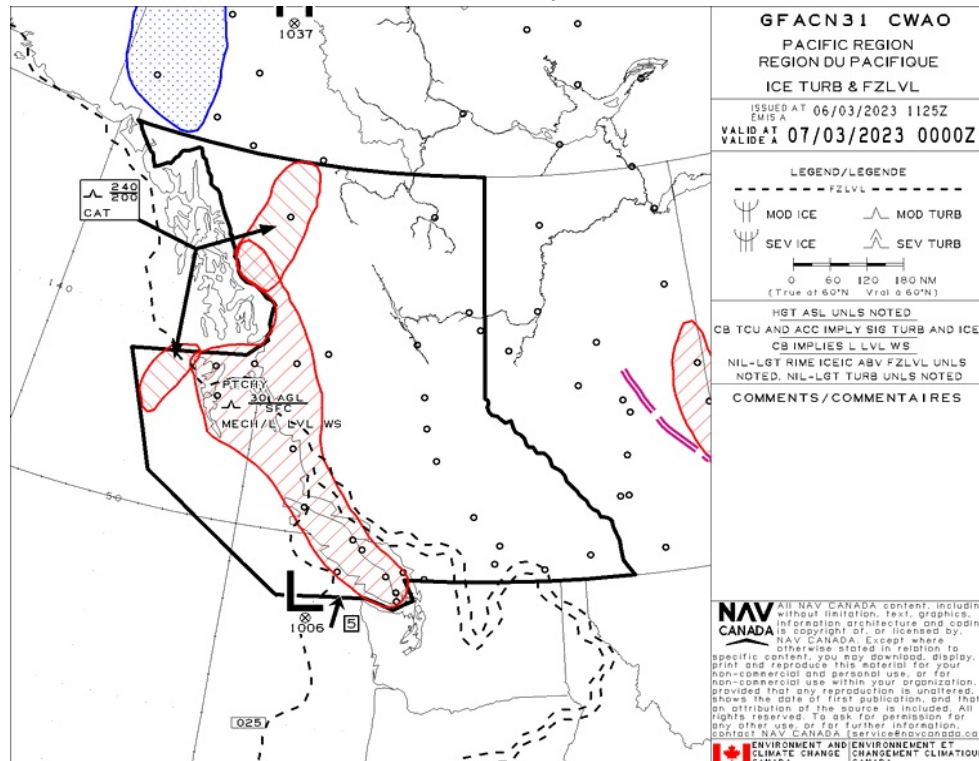 GFACN31 CWAO
PACIFIC REGION
REGION DU PACIFIQUE
ICE TURB & FZLVL
ISSUED AT
ÉMIS A
06/03/2023 1125Z
VALID AT
VALIDE A
07/03/2023 0000Z
LEGEND/LÉGENDE
FZLVL
MOD ICE
MOD TURB
SEV ICE
SEV TURB
0 60 120 180 NM
(True at 60°N Vrai à 60°N)
HGT ASL UNLS NOTED
CB TCU AND ACC IMPLY SIG TURB AND ICE
CB IMPLIES L LVL WS
NIL-LGT RIME ICEIC ABV FZLVL UNLS
NOTED, NIL-LGT TURB UNLS NOTED
COMMENTS/COMMENTAIRES
NAV
CANADA
All NAV CANADA content, including
without limitation, text, graphics,
information architecture and coding
is copyright of, or licensed by,
NAV CANADA. Except where
otherwise stated in relation to
specific content, you may download, display,
print and reproduce this material for your
non-commercial and personal use, or for
non-commercial use within your organization,
provided that any reproduction is unaltered,
shows the date of first publication, and that
an attribution of the source is included. All
rights reserved. To ask for permission for
any other use, or for further information,
contact NAV CANADA [service@navcanada.ca
ENVIRONMENT AND
CLIMATE CHANGE
ENVIRONNEMENT ET
CHANGEMENT CLIMATIQUE
1037
240
200
CAT
140
PTCHY
30 AGL
SFC
MECH/L LVL WS
50
L
1006
5
025